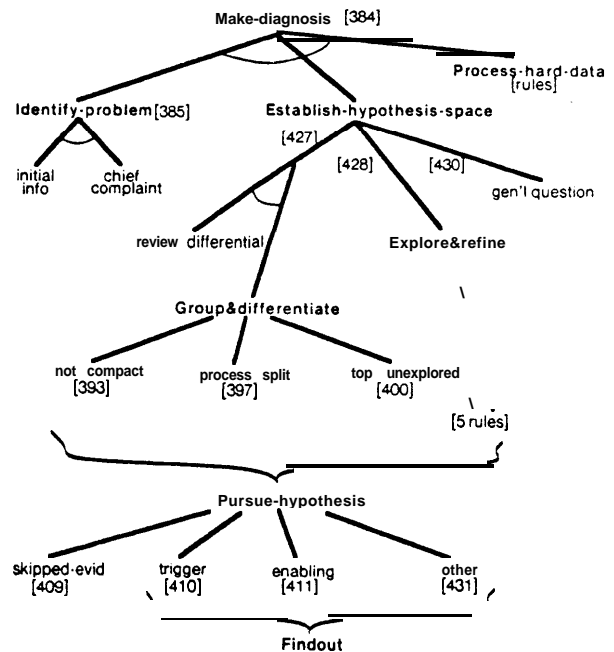 Make-diagnosis [384]
Process-hard-data
[rules]
Identify-problem [385]
Establish-hypothesis-space
[427]
[428]
[430]
initial
info
chief
complaint
gen'l question
review differential
Explore&refine
Group&differentiate
not compact
[393]
process split
[397]
top unexplored
[400]
[5 rules]
Pursue-hypothesis
skipped-evid
[409]
trigger
[410]
enabling
[411]
other
[431]
Findout